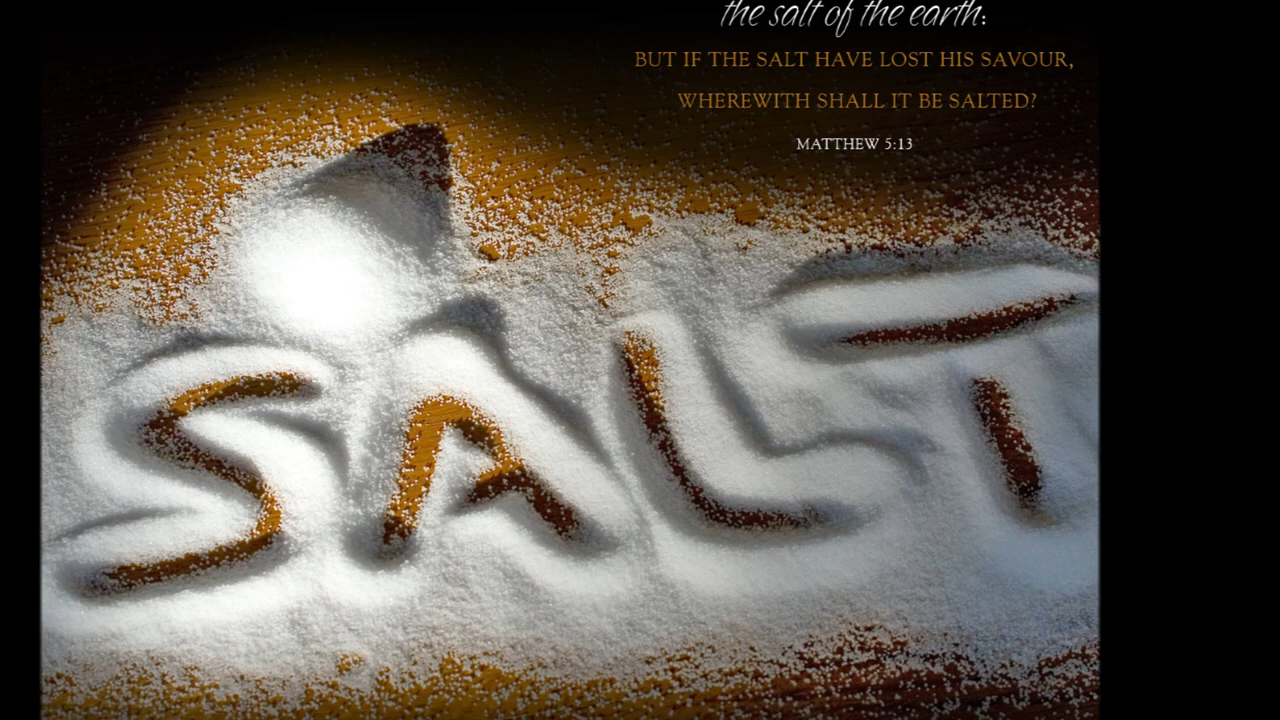 the salt of the earth:
BUT IF THE SALT HAVE LOST HIS SAVOUR,
WHEREWITH SHALL IT BE SALTED?
MATTHEW 5:13
SALT